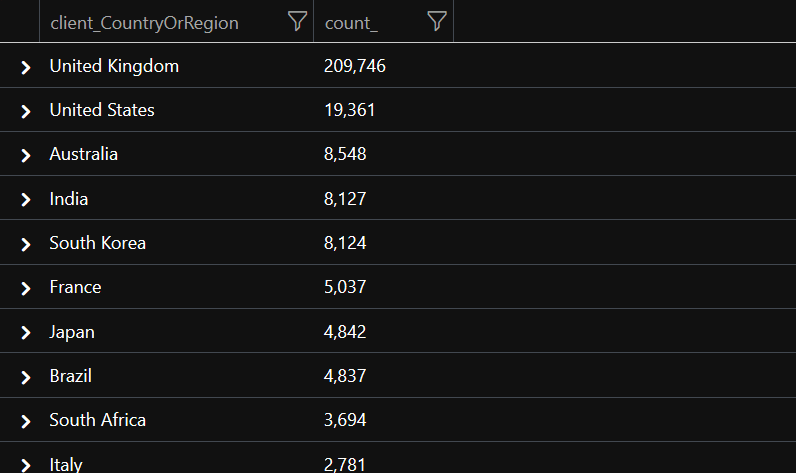 client_CountryOrRegion count_
United Kingdom 209,746
United States 19,361
Australia 8,548
India 8,127
South Korea 8,124
France 5,037
Japan 4,842
Brazil 4,837
South Africa 3,694
Italy 2,781